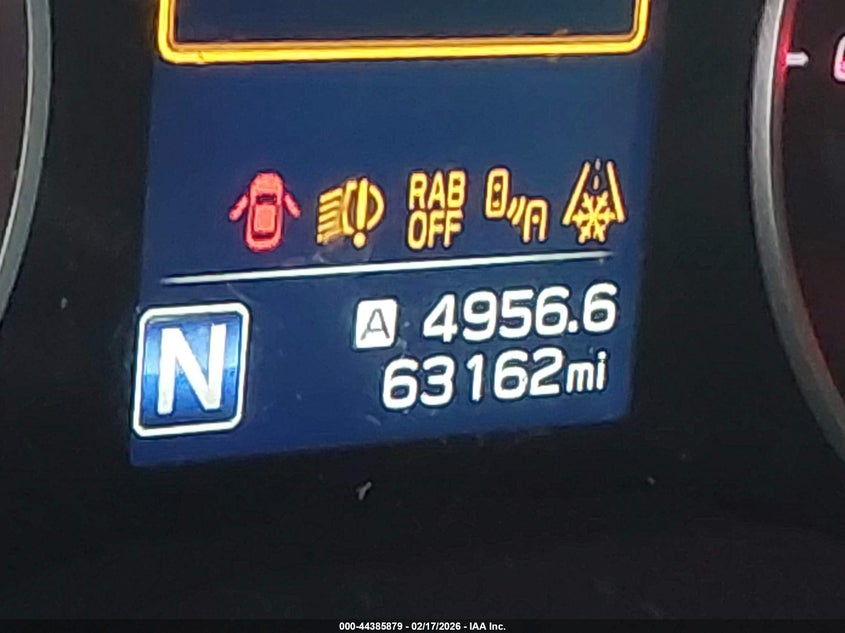 RAB
OFF
N
A 4956.6
63162mi
000-44385879 - 02/17/2026 - IAA Inc.